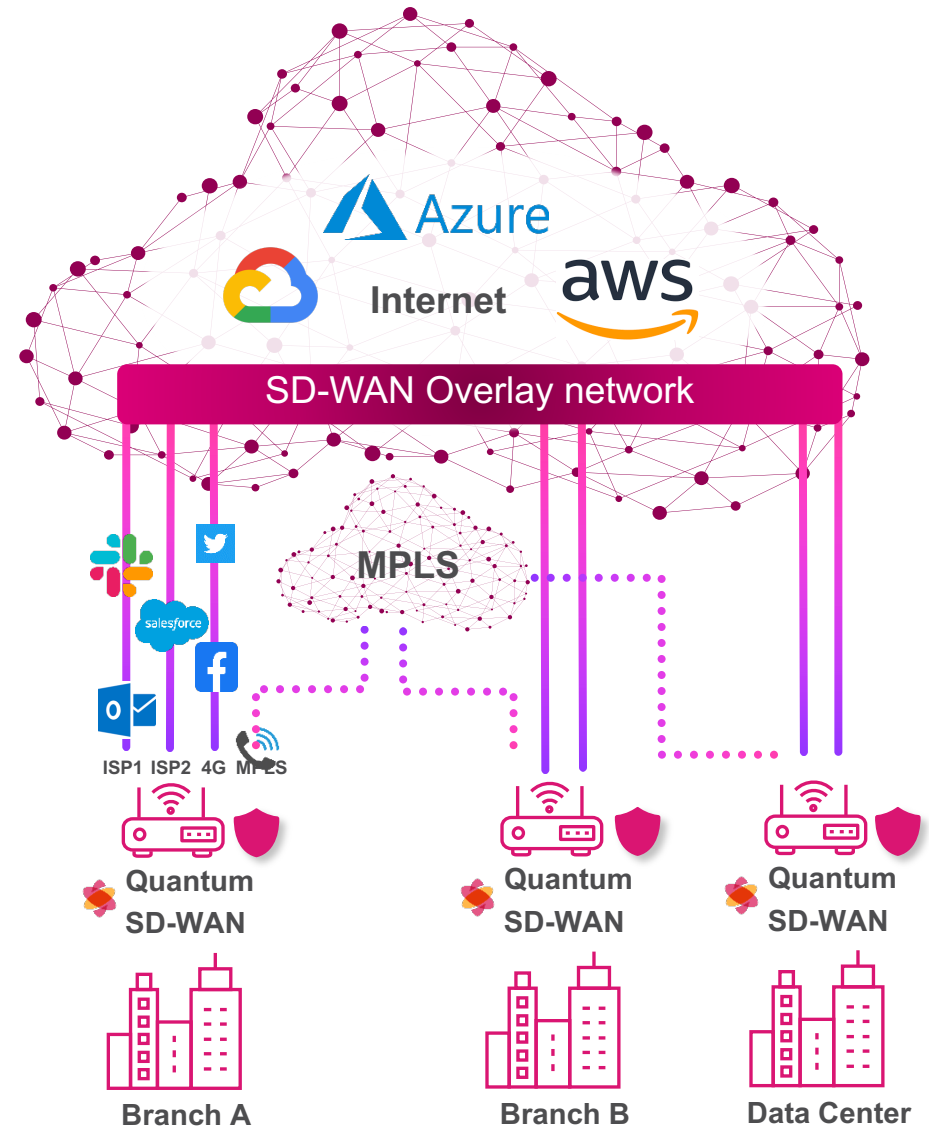 Azure
Internet
aws
SD-WAN Overlay network
MPLS
salesforce
ISP1 ISP2 4G MPLS
Quantum
SD-WAN
Quantum
SD-WAN
Quantum
SD-WAN
Branch A
Branch B
Data Center